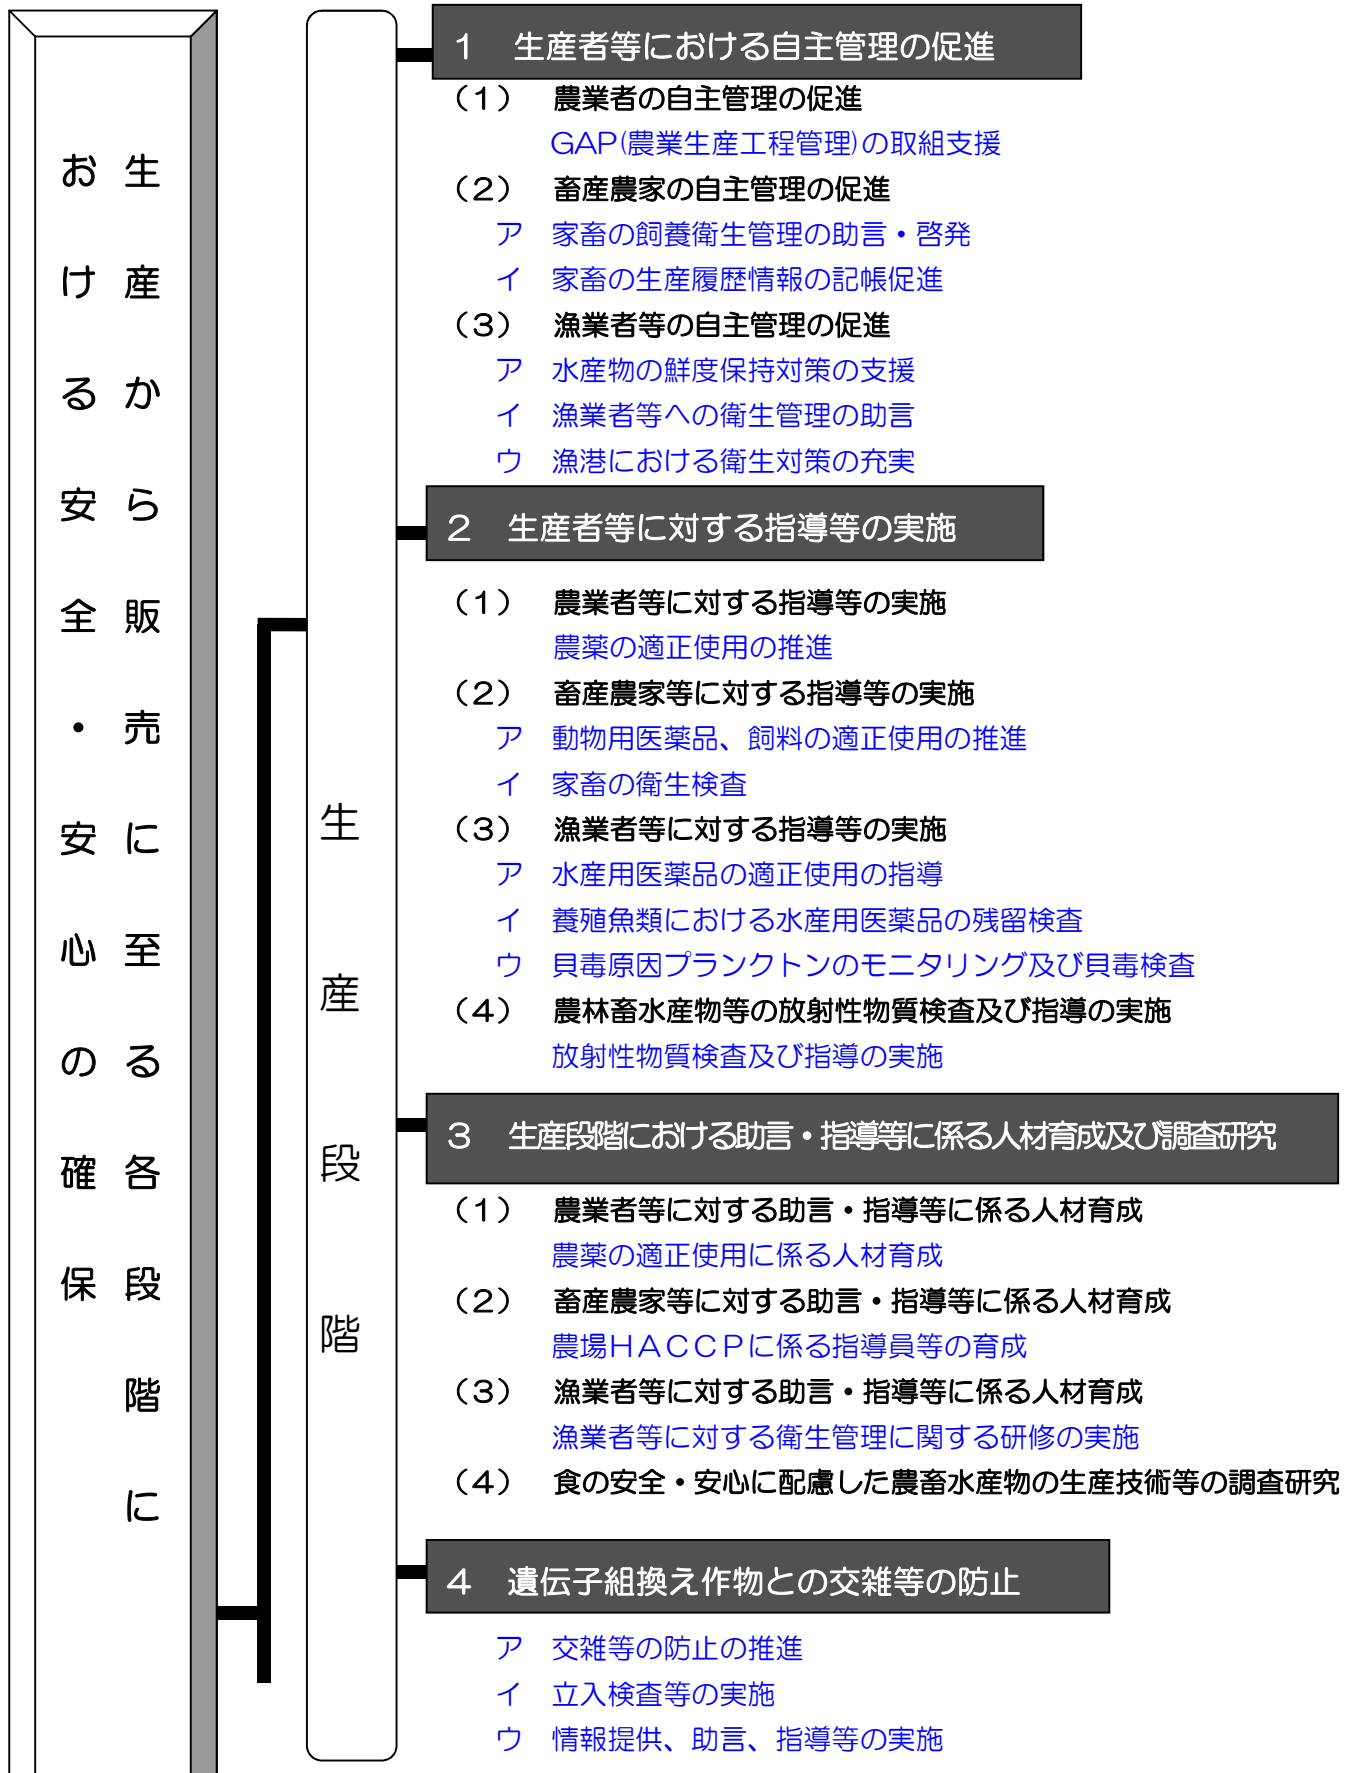 生産から販売に至る各段階に
おける安全・安心の確保
生産段階
１　生産者等における自主管理の促進
（１）　農業者の自主管理の促進
GAP(農業生産工程管理)の取組支援
（２）　畜産農家の自主管理の促進
ア　家畜の飼養衛生管理の助言・啓発
イ　家畜の生産履歴情報の記帳促進
（３）　漁業者等の自主管理の促進
ア　水産物の鮮度保持対策の支援
イ　漁業者等への衛生管理の助言
ウ　漁港における衛生対策の充実
２　生産者等に対する指導等の実施
（１）　農業者等に対する指導等の実施
農薬の適正使用の推進
（２）　畜産農家等に対する指導等の実施
ア　動物用医薬品、飼料の適正使用の推進
イ　家畜の衛生検査
（３）　漁業者等に対する指導等の実施
ア　水産用医薬品の適正使用の指導
イ　養殖魚類における水産用医薬品の残留検査
ウ　貝毒原因プランクトンのモニタリング及び貝毒検査
（４）　農林畜水産物等の放射性物質検査及び指導の実施
放射性物質検査及び指導の実施
３　生産段階における助言・指導等に係る人材育成及び調査研究
（１）　農業者等に対する助言・指導等に係る人材育成
農薬の適正使用に係る人材育成
（２）　畜産農家等に対する助言・指導等に係る人材育成
農場ＨＡＣＣＰに係る指導員等の育成
（３）　漁業者等に対する助言・指導等に係る人材育成
漁業者等に対する衛生管理に関する研修の実施
（４）　食の安全・安心に配慮した農畜水産物の生産技術等の調査研究
４　遺伝子組換え作物との交雑等の防止
ア　交雑等の防止の推進
イ　立入検査等の実施
ウ　情報提供、助言、指導等の実施